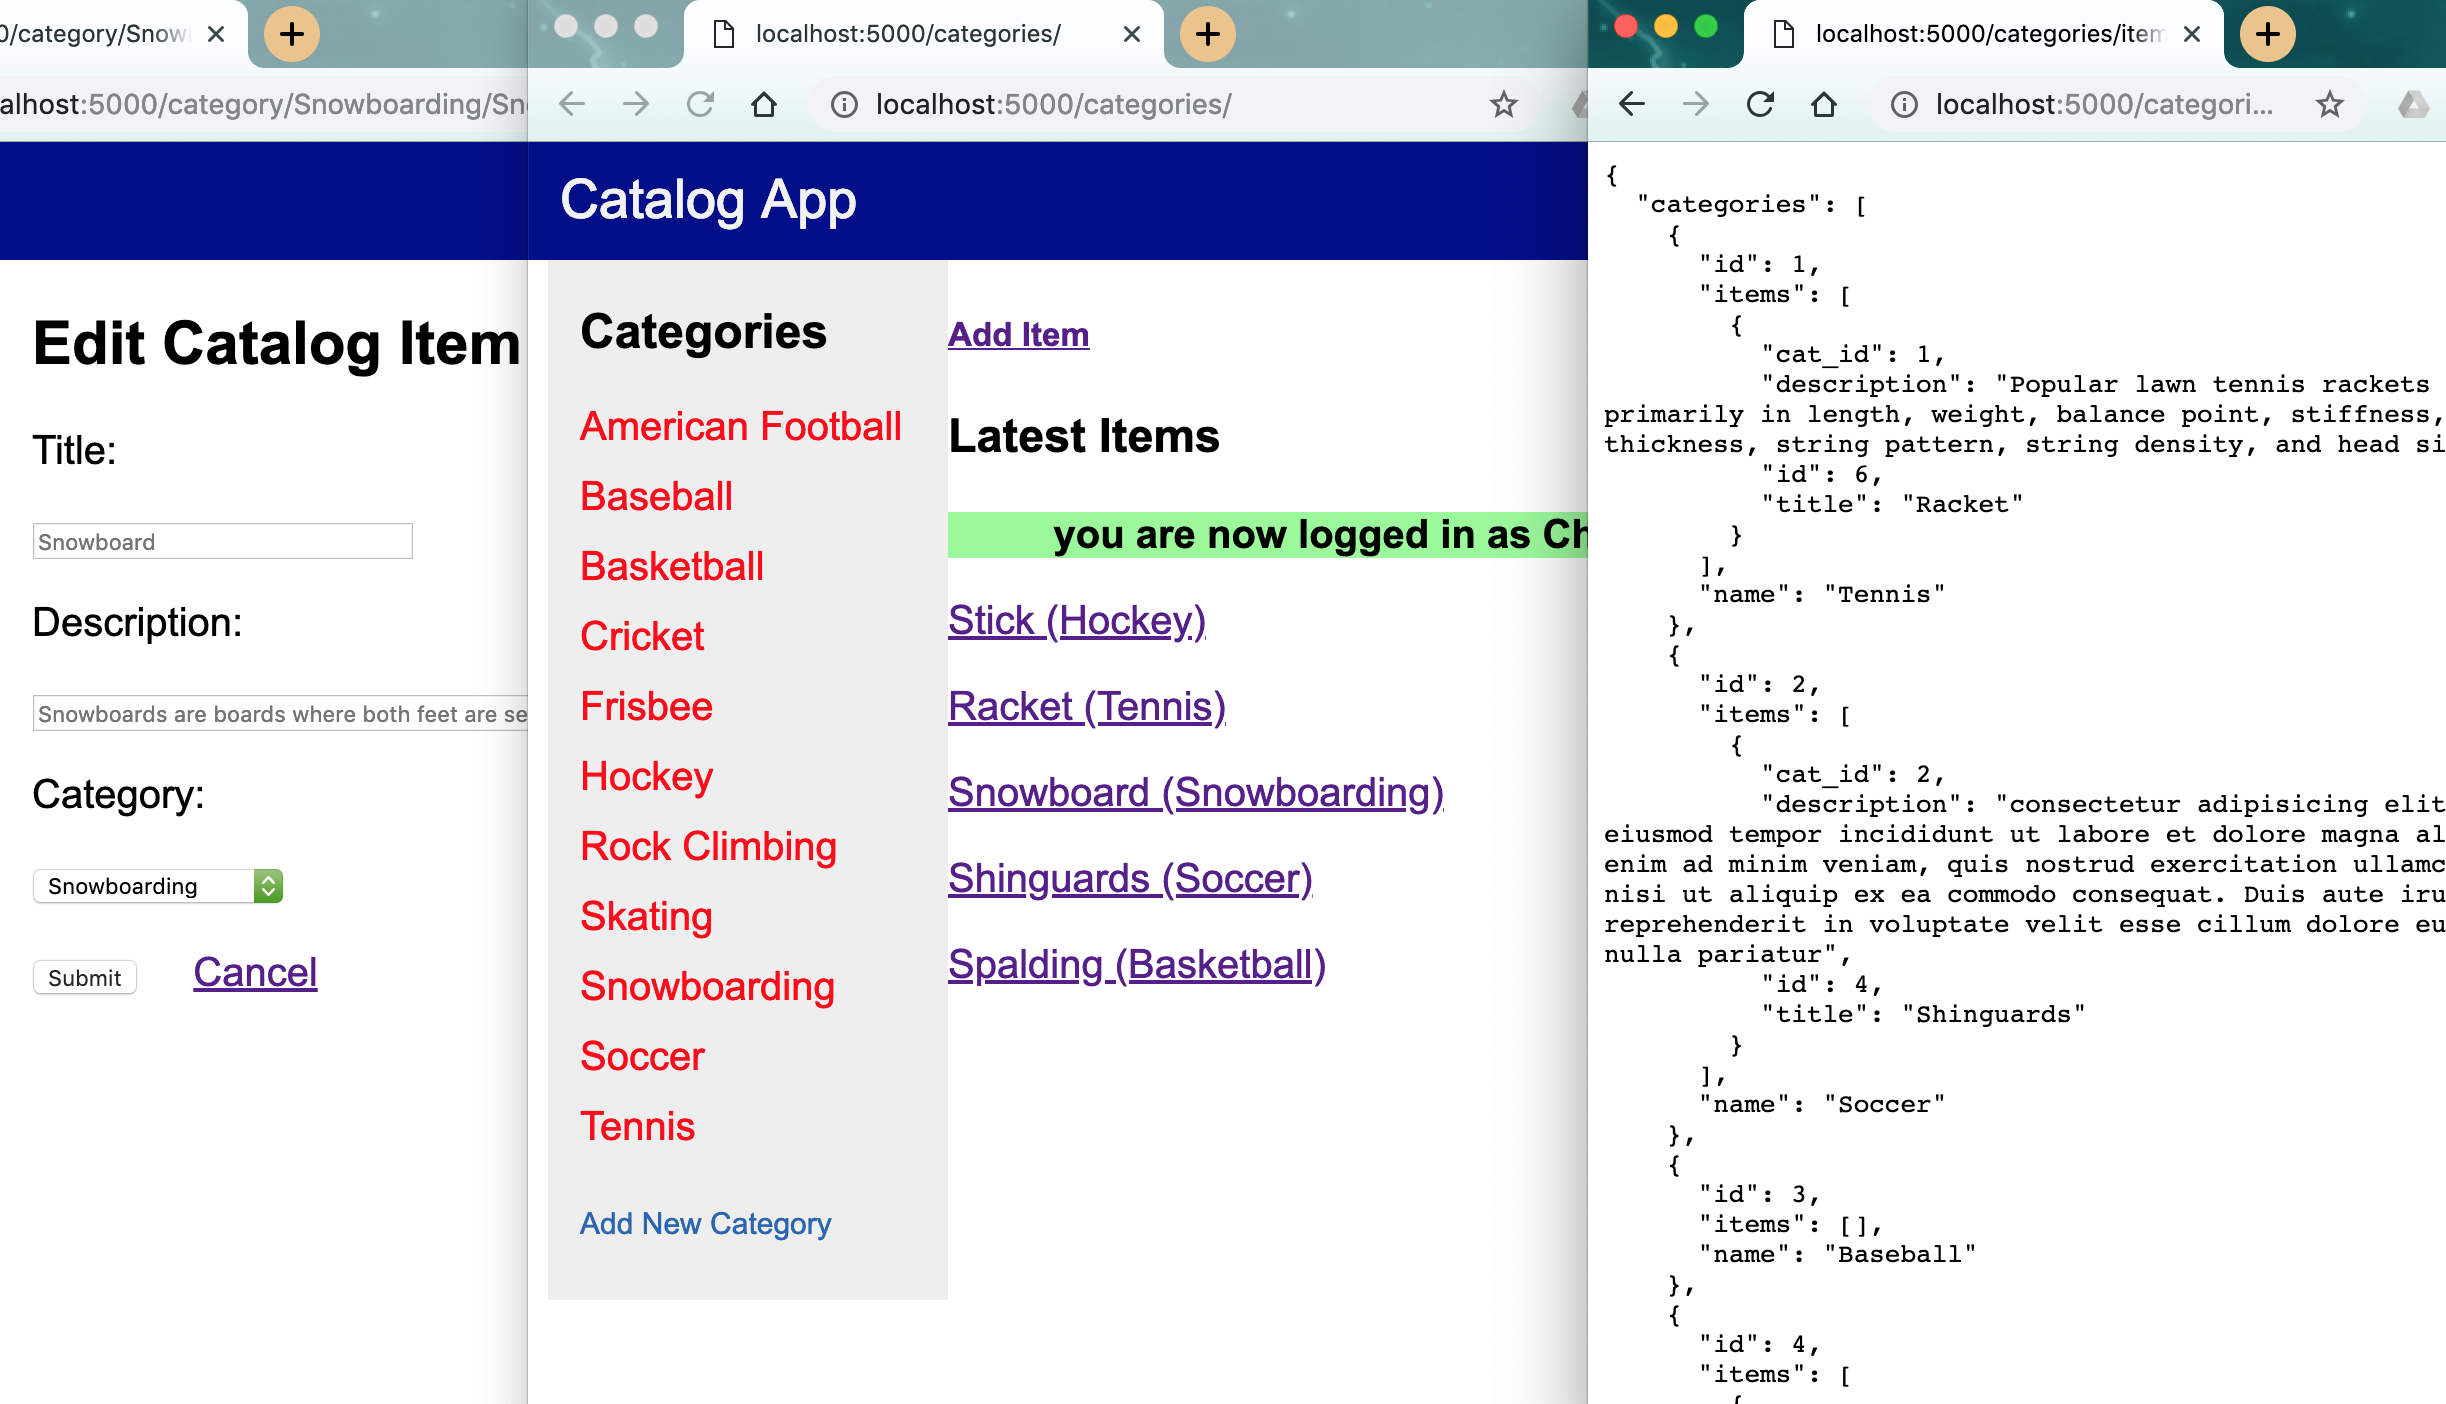 0/category/Snow
alhost:5000/category/Snowboarding/Sn
Edit Catalog Item
Title:
Snowboard
Description:
Snowboards are boards where both feet are se
Category:
Snowboarding
Submit
Cancel
localhost:5000/categories/
localhost:5000/categories/
Catalog App
Categories
American Football
Baseball
Basketball
Cricket
Frisbee
Hockey
Rock Climbing
Skating
Snowboarding
Soccer
Tennis
Add New Category
Add Item
Latest Items
you are now logged in as Ch
Stick (Hockey)
Racket (Tennis)
Snowboard (Snowboarding)
Shinguards (Soccer)
Spalding (Basketball)
localhost:5000/categories/item
localhost:5000/categori...
{
"categories": [
{
"id": 1,
"items": [
{
"cat_id": 1,
"description": "Popular lawn tennis rackets
primarily in length, weight, balance point, stiffness,
thickness, string pattern, string density, and head si
"id": 6,
"title": "Racket"
}
],
"name": "Tennis"
},
{
"id": 2,
"items": [
{
"cat_id": 2,
"description": "consectetur adipisicing elit
eiusmod tempor incididunt ut labore et dolore magna al
enim ad minim veniam, quis nostrud exercitation ullamc
nisi ut aliquip ex ea commodo consequat. Duis aute iru
reprehenderit in voluptate velit esse cillum dolore eu
nulla pariatur",
"id": 4,
"title": "Shinguards"
}
],
"name": "Soccer"
},
{
"id": 3,
"items": [],
"name": "Baseball"
},
{
"id": 4,
"items": [
{